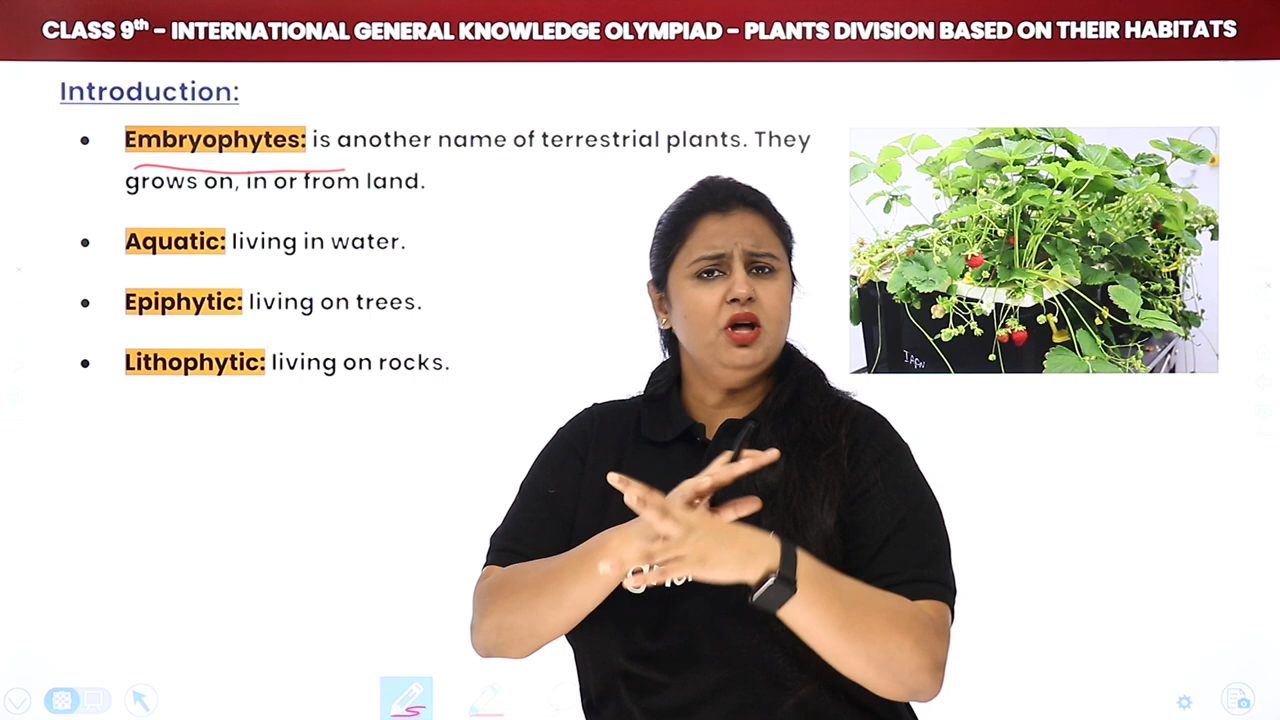 CLASS 9th - INTERNATIONAL GENERAL KNOWLEDGE OLYMPIAD - PLANTS DIVISION BASED ON THEIR HABITATS
Introduction:
• Embryophytes: is another name of terrestrial plants. They
grows on, in or from land.
• Aquatic: living in water.
• Epiphytic: living on trees.
• Lithophytic: living on rocks.